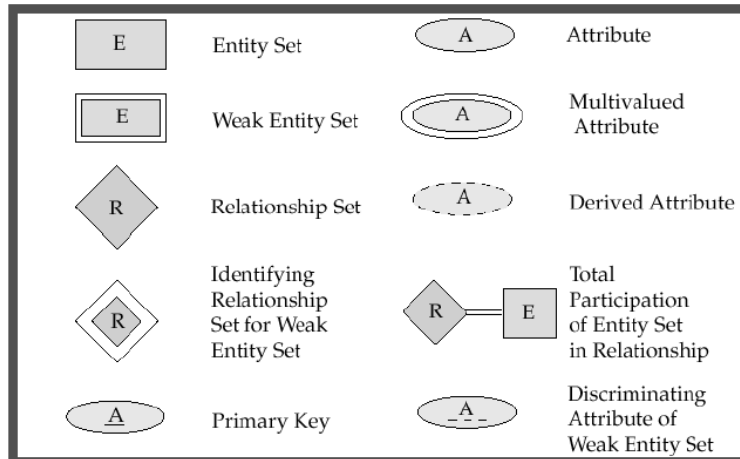 E
Entity Set
A
Attribute
E
Weak Entity Set
A
Multivalued
Attribute
R
Relationship Set
A
Derived Attribute
R
Identifying
Relationship
Set for Weak
Entity Set
R
E
Total
Participation
of Entity Set
in Relationship
A
Primary Key
A
Discriminating
Attribute of
Weak Entity Set